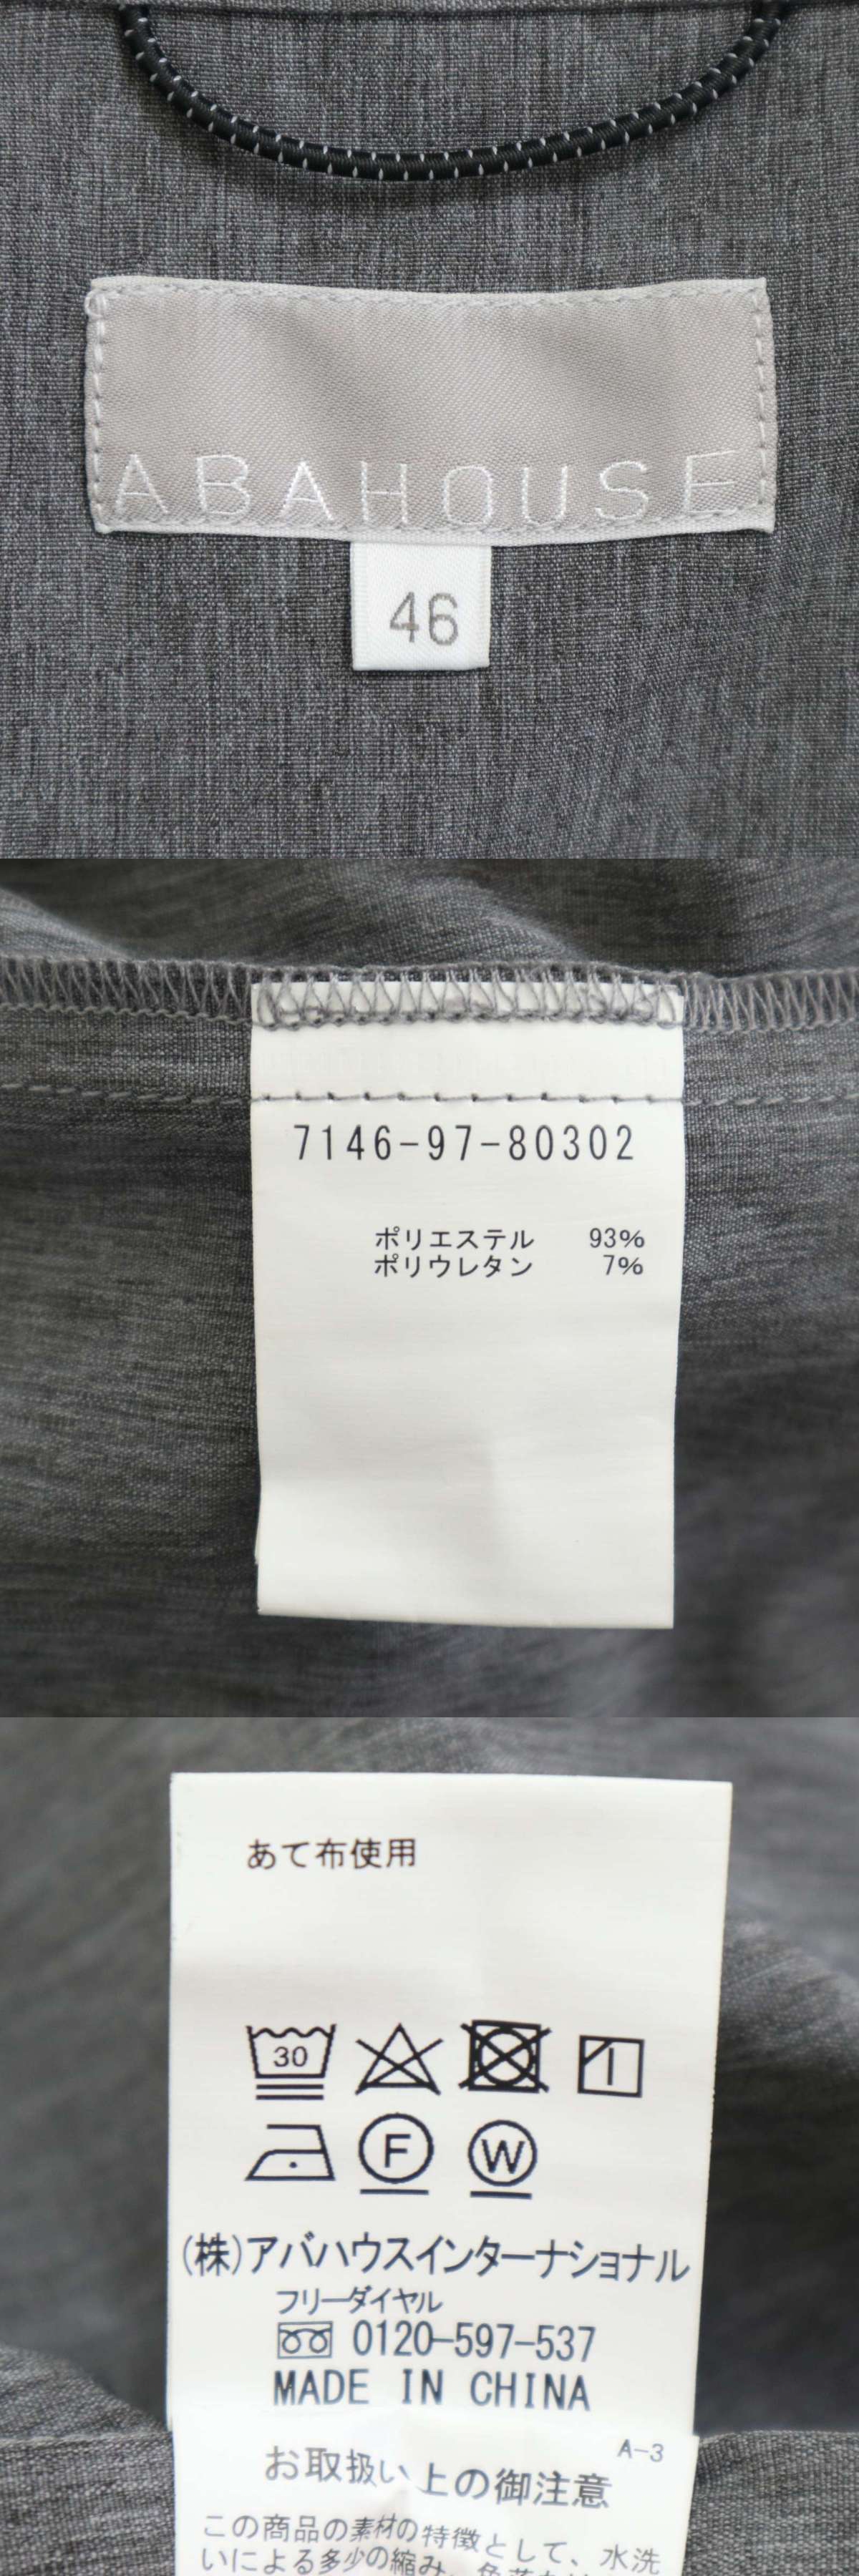 ABAHOUSE
46
7146-97-80302
ポリエステル 93%
ポリウレタン 7%
あて布使用
30
F W
(株)アバハウスインターナショナル
フリーダイヤル
0120-597-537
MADE IN CHINA
A-3
お取扱い上の御注意
この商品の素材の特徴として、水洗
いによる多少の縮み、色落ち